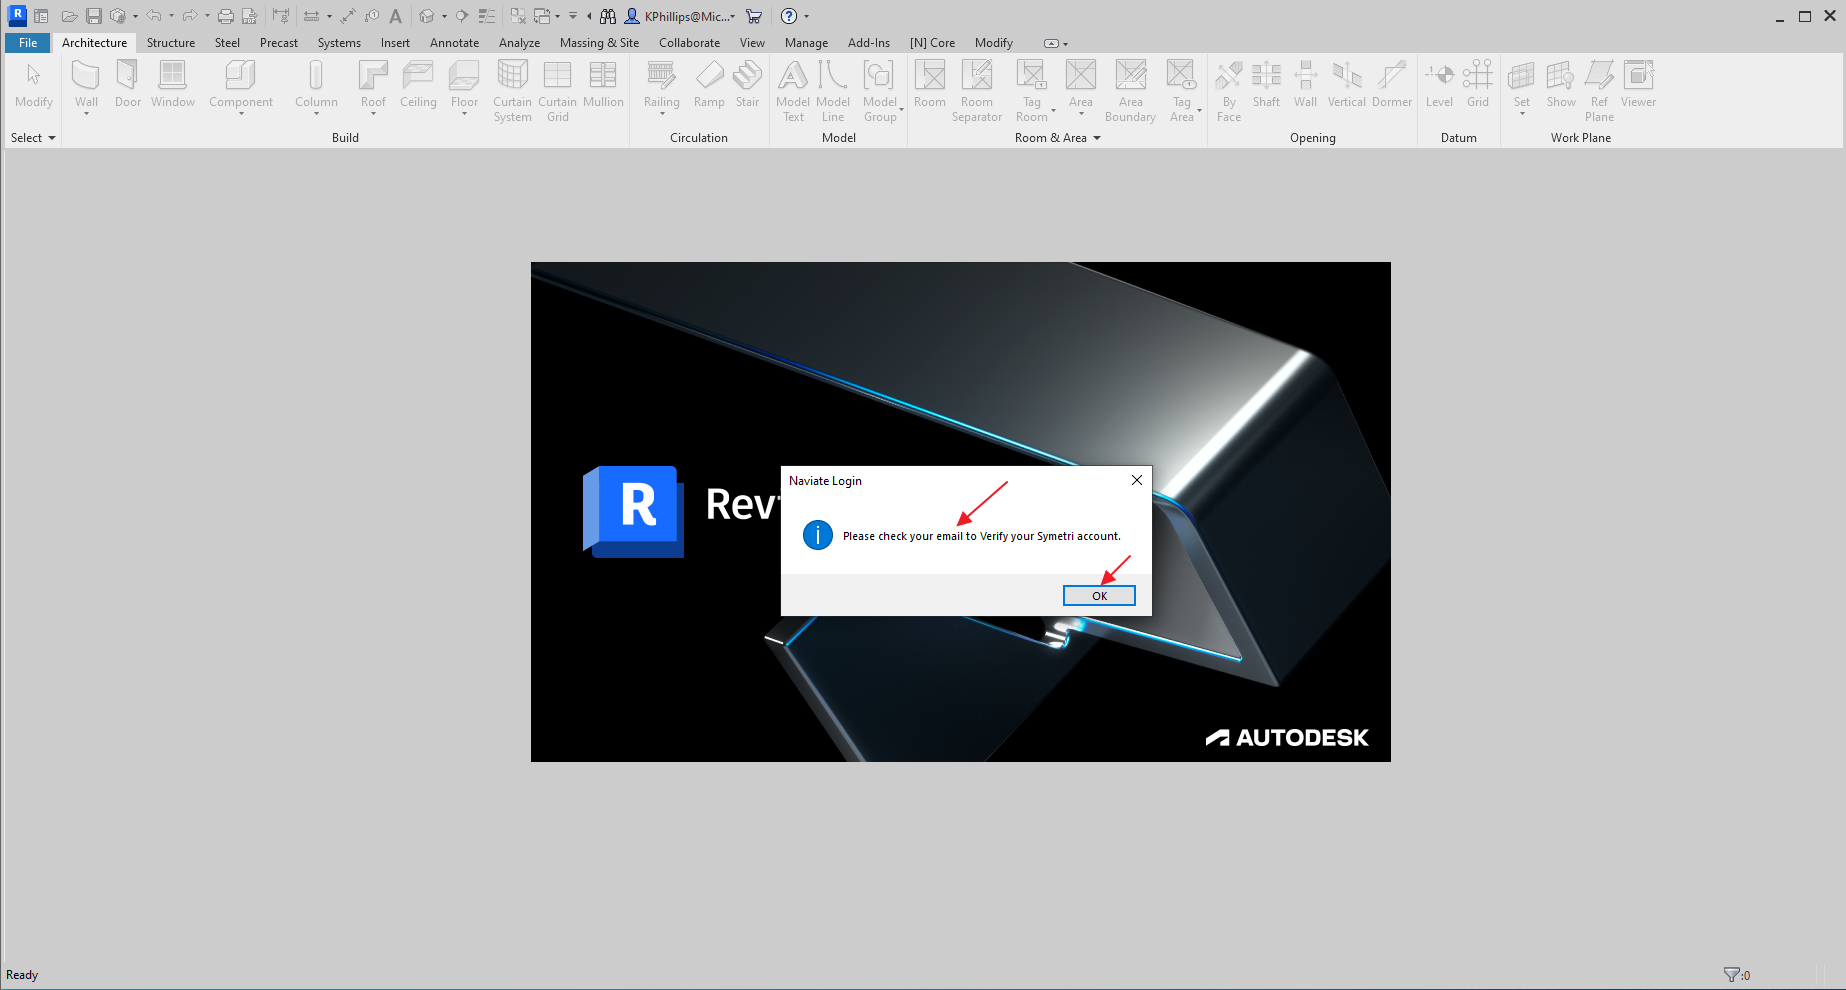 R
KPhillips@Mic...
File Architecture Structure Steel Precast Systems Insert Annotate Analyze Massing & Site Collaborate View Manage Add-Ins [N] Core Modify
Modify Wall Door Window Component Column Roof Ceiling Floor Curtain System Curtain Grid Mullion Railing Ramp Stair Model Text Model Line Model Group Room Room Separator Tag Room Area Area Boundary Tag Area By Face Shaft Wall Vertical Dormer Level Grid Set Show Ref Plane Viewer
Select Build Circulation Model Room & Area Opening Datum Work Plane
Naviate Login
R Rev
Please check your email to Verify your Symetri account.
OK
AUTODESK
Ready :0